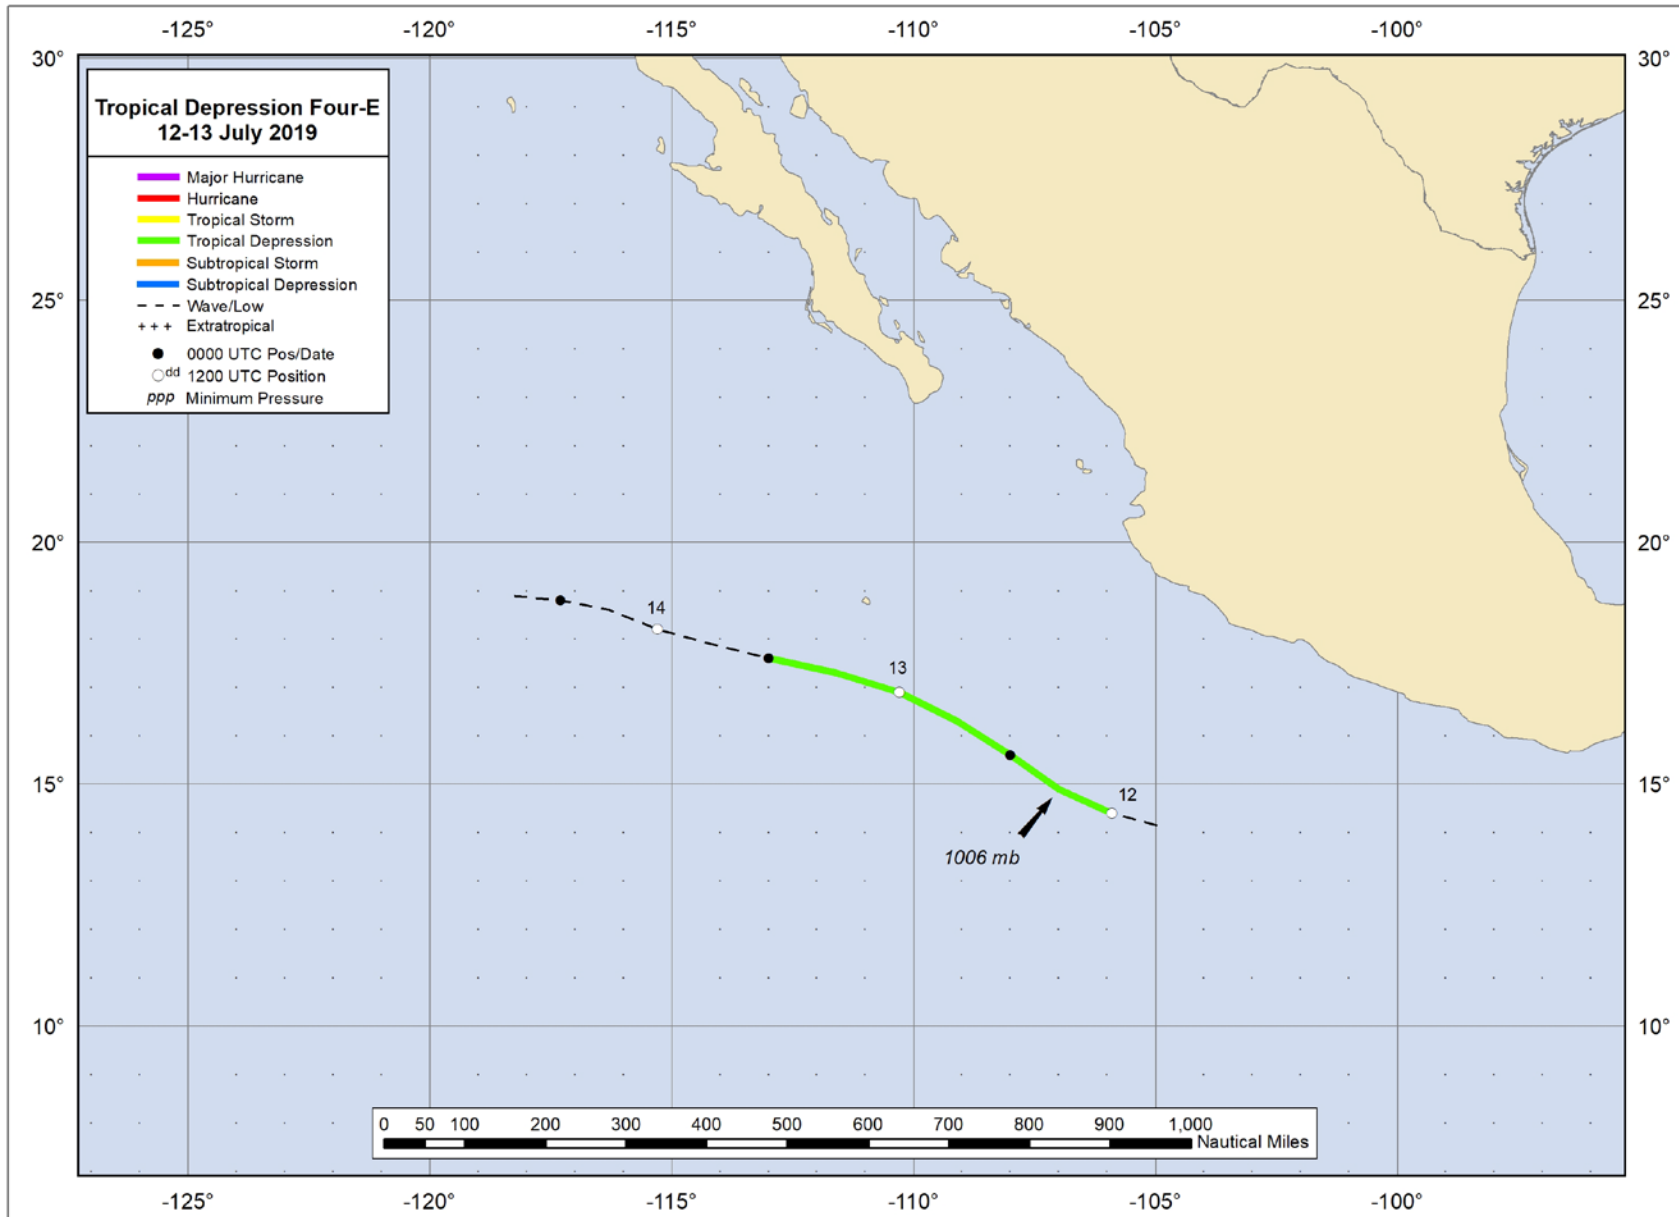 -125° -120° -115° -110° -105° -100°
30° 30°
Tropical Depression Four-E
12-13 July 2019
Major Hurricane
Hurricane
Tropical Storm
Tropical Depression
Subtropical Storm
Subtropical Depression
Wave/Low
+++ Extratropical
0000 UTC Pos/Date
dd 1200 UTC Position
ppp Minimum Pressure
25° 25°
20° 20°
14
13
15° 15°
12
1006 mb
10° 10°
0 50 100 200 300 400 500 600 700 800 900 1,000
Nautical Miles
-125° -120° -115° -110° -105° -100°